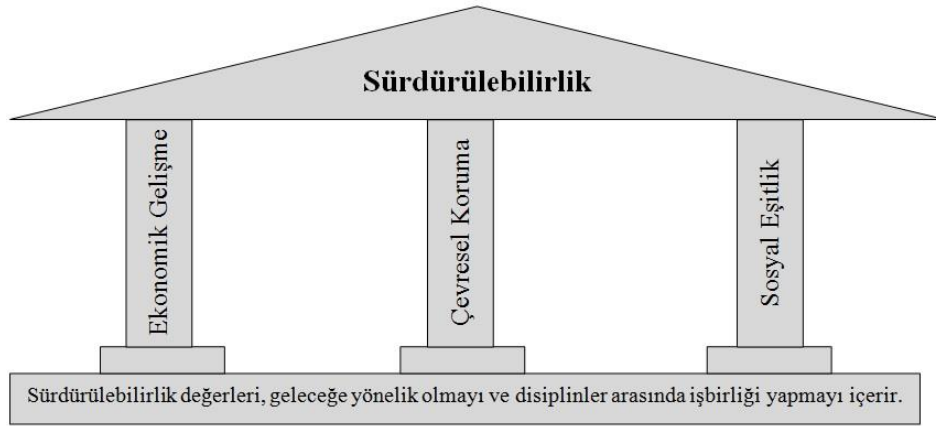 Sürdürülebilirlik
Ekonomik Gelişme
Çevresel Koruma
Sosyal Eşitlik
Sürdürülebilirlik değerleri, geleceğe yönelik olmayı ve disiplinler arasında işbirliği yapmayı içerir.